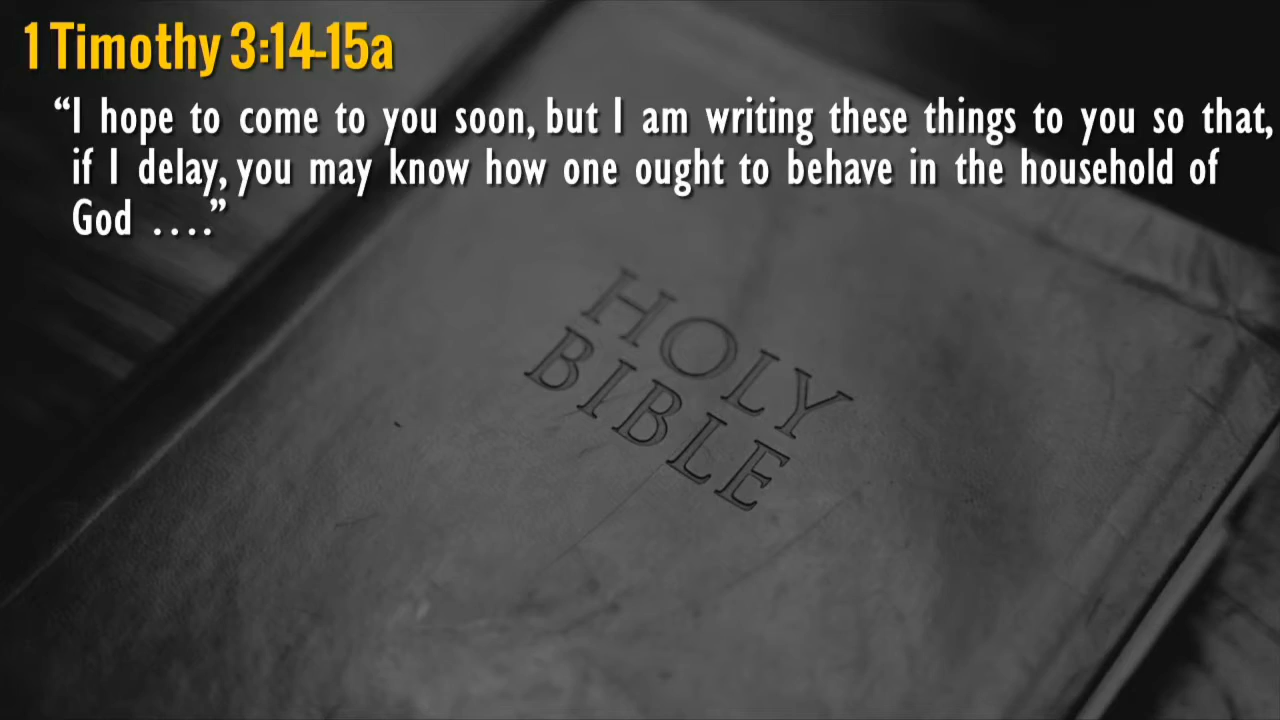 1 Timothy 3:14-15a
“I hope to come to you soon, but I am writing these things to you so that,
if I delay, you may know how one ought to behave in the household of
God ....”
HOLY
BIBLE